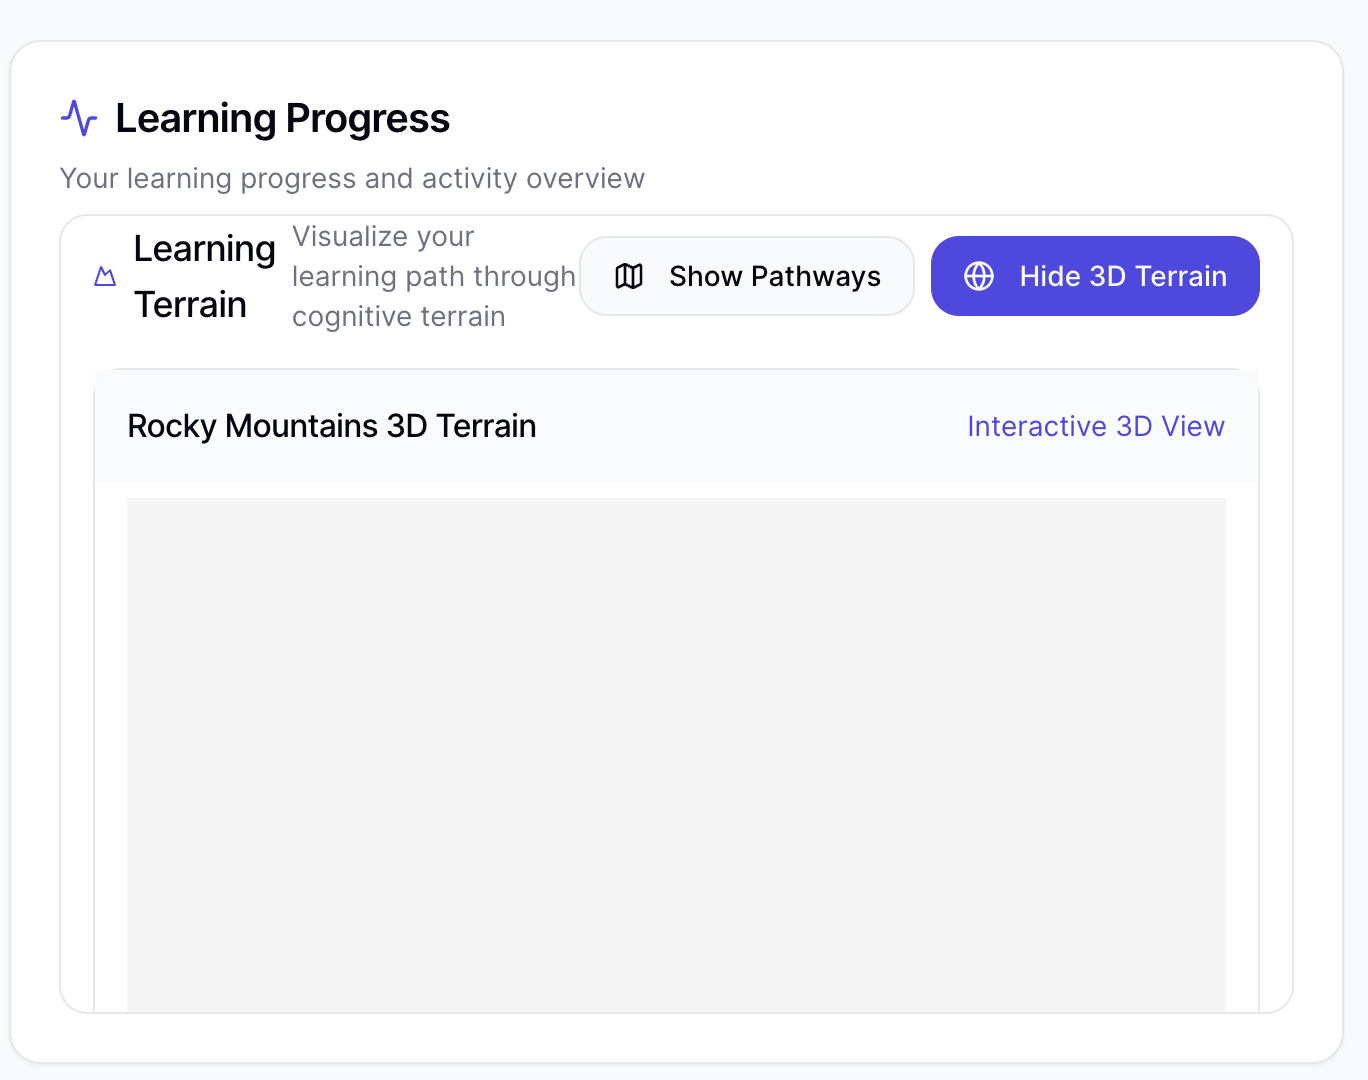 Learning Progress
Your learning progress and activity overview
Learning
Terrain
Visualize your
learning path through
cognitive terrain
Show Pathways
Hide 3D Terrain
Rocky Mountains 3D Terrain
Interactive 3D View